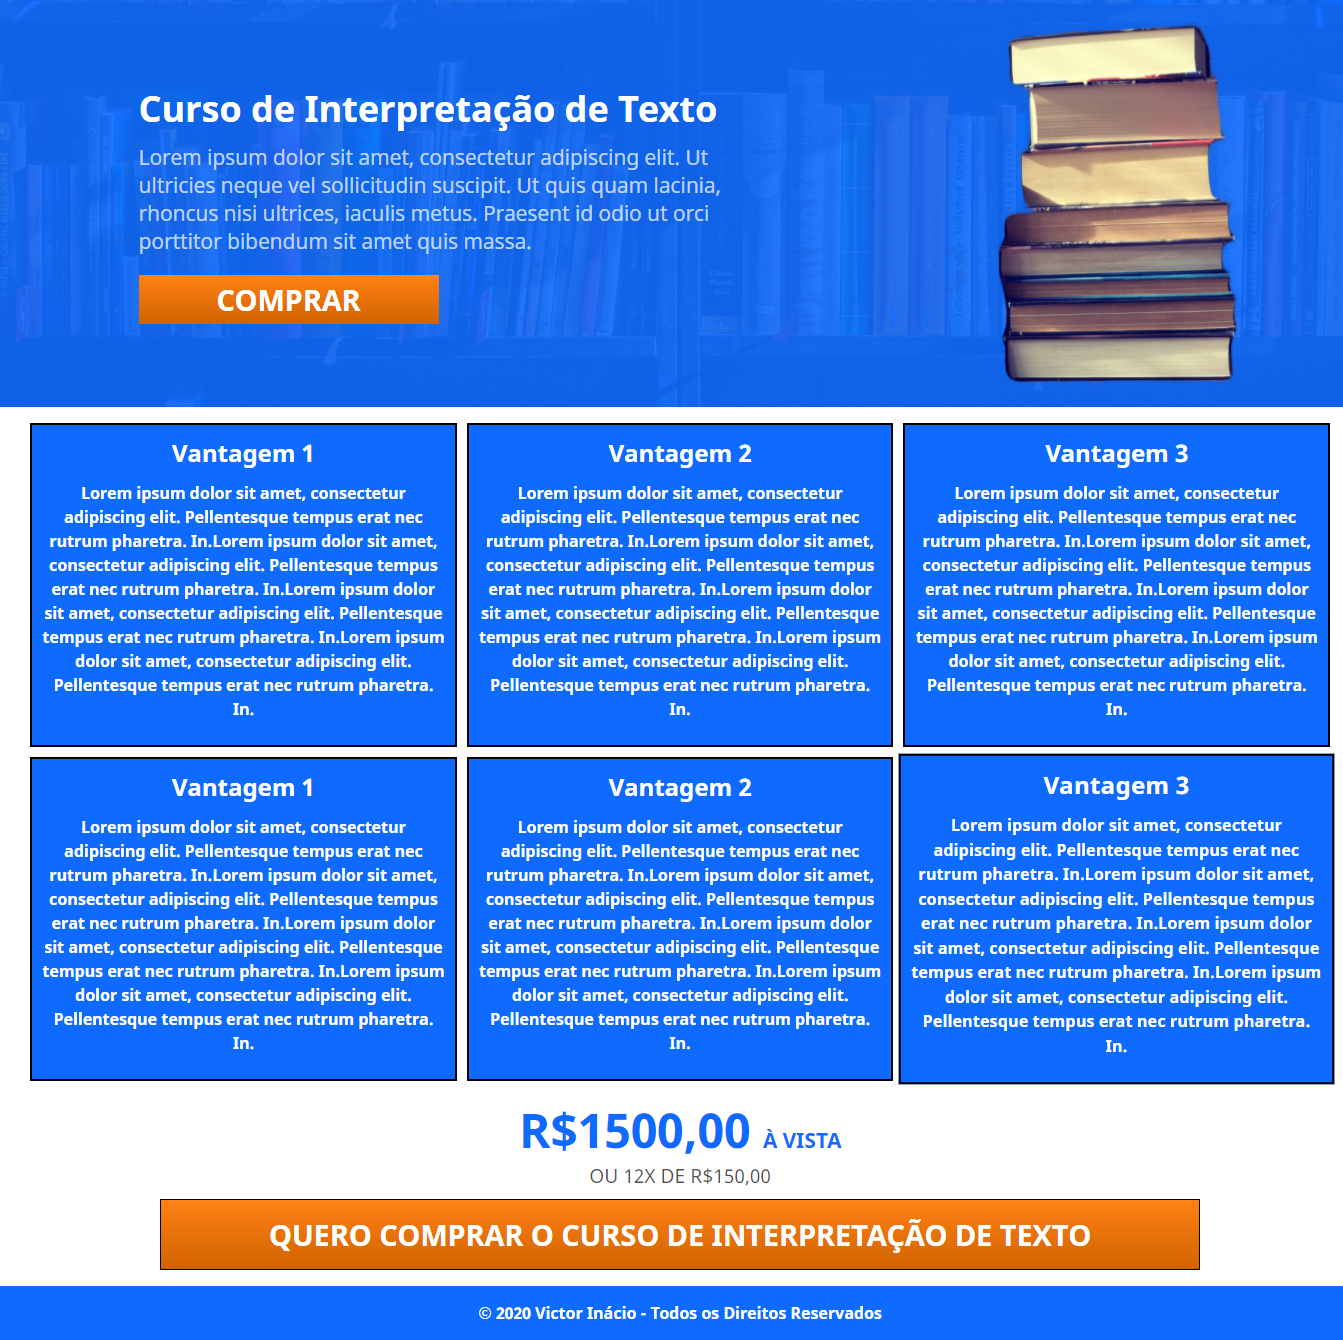 Curso de Interpretação de Texto
Lorem ipsum dolor sit amet, consectetur adipiscing elit. Ut
ultricies neque vel sollicitudin suscipit. Ut quis quam lacinia,
rhoncus nisi ultrices, iaculis metus. Praesent id odio ut orci
porttitor bibendum sit amet quis massa.
COMPRAR
Vantagem 1
Lorem ipsum dolor sit amet, consectetur
adipiscing elit. Pellentesque tempus erat nec
rutrum pharetra. In.Lorem ipsum dolor sit amet,
consectetur adipiscing elit. Pellentesque tempus
erat nec rutrum pharetra. In.Lorem ipsum dolor
sit amet, consectetur adipiscing elit. Pellentesque
tempus erat nec rutrum pharetra. In.Lorem ipsum
dolor sit amet, consectetur adipiscing elit.
Pellentesque tempus erat nec rutrum pharetra.
In.
Vantagem 2
Lorem ipsum dolor sit amet, consectetur
adipiscing elit. Pellentesque tempus erat nec
rutrum pharetra. In.Lorem ipsum dolor sit amet,
consectetur adipiscing elit. Pellentesque tempus
erat nec rutrum pharetra. In.Lorem ipsum dolor
sit amet, consectetur adipiscing elit. Pellentesque
tempus erat nec rutrum pharetra. In.Lorem ipsum
dolor sit amet, consectetur adipiscing elit.
Pellentesque tempus erat nec rutrum pharetra.
In.
Vantagem 3
Lorem ipsum dolor sit amet, consectetur
adipiscing elit. Pellentesque tempus erat nec
rutrum pharetra. In.Lorem ipsum dolor sit amet,
consectetur adipiscing elit. Pellentesque tempus
erat nec rutrum pharetra. In.Lorem ipsum dolor
sit amet, consectetur adipiscing elit. Pellentesque
tempus erat nec rutrum pharetra. In.Lorem ipsum
dolor sit amet, consectetur adipiscing elit.
Pellentesque tempus erat nec rutrum pharetra.
In.
Vantagem 1
Lorem ipsum dolor sit amet, consectetur
adipiscing elit. Pellentesque tempus erat nec
rutrum pharetra. In.Lorem ipsum dolor sit amet,
consectetur adipiscing elit. Pellentesque tempus
erat nec rutrum pharetra. In.Lorem ipsum dolor
sit amet, consectetur adipiscing elit. Pellentesque
tempus erat nec rutrum pharetra. In.Lorem ipsum
dolor sit amet, consectetur adipiscing elit.
Pellentesque tempus erat nec rutrum pharetra.
In.
Vantagem 2
Lorem ipsum dolor sit amet, consectetur
adipiscing elit. Pellentesque tempus erat nec
rutrum pharetra. In.Lorem ipsum dolor sit amet,
consectetur adipiscing elit. Pellentesque tempus
erat nec rutrum pharetra. In.Lorem ipsum dolor
sit amet, consectetur adipiscing elit. Pellentesque
tempus erat nec rutrum pharetra. In.Lorem ipsum
dolor sit amet, consectetur adipiscing elit.
Pellentesque tempus erat nec rutrum pharetra.
In.
Vantagem 3
Lorem ipsum dolor sit amet, consectetur
adipiscing elit. Pellentesque tempus erat nec
rutrum pharetra. In.Lorem ipsum dolor sit amet,
consectetur adipiscing elit. Pellentesque tempus
erat nec rutrum pharetra. In.Lorem ipsum dolor
sit amet, consectetur adipiscing elit. Pellentesque
tempus erat nec rutrum pharetra. In.Lorem ipsum
dolor sit amet, consectetur adipiscing elit.
Pellentesque tempus erat nec rutrum pharetra.
In.
R$1500,00 À VISTA
OU 12X DE R$150,00
QUERO COMPRAR O CURSO DE INTERPRETAÇÃO DE TEXTO
© 2020 Victor Inácio - Todos os Direitos Reservados